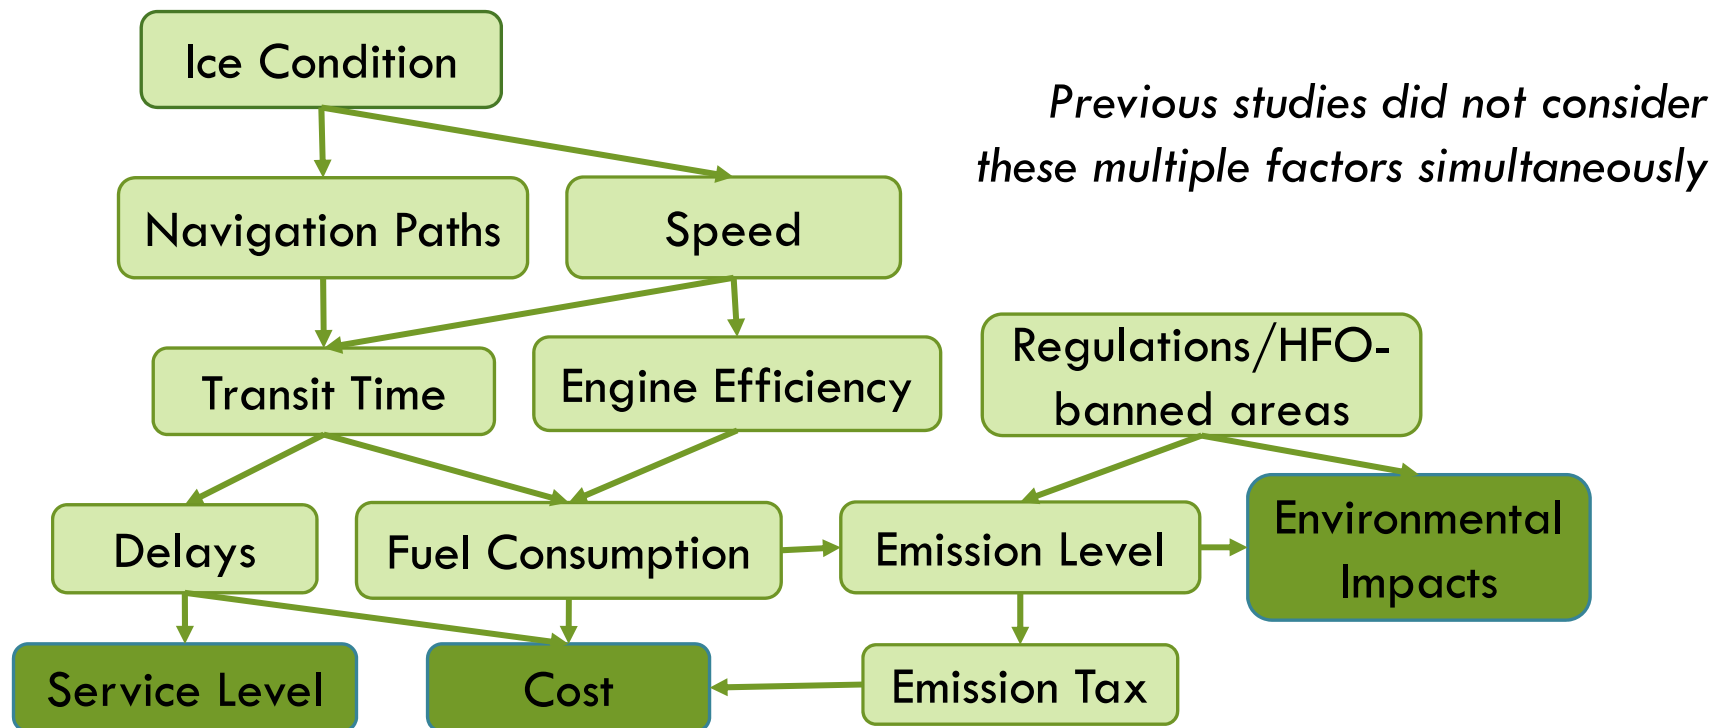 Ice Condition
Previous studies did not consider
these multiple factors simultaneously
Navigation Paths
Speed
Regulations/HFO-
banned areas
Transit Time
Engine Efficiency
Environmental
Impacts
Delays
Fuel Consumption
Emission Level
Service Level
Cost
Emission Tax